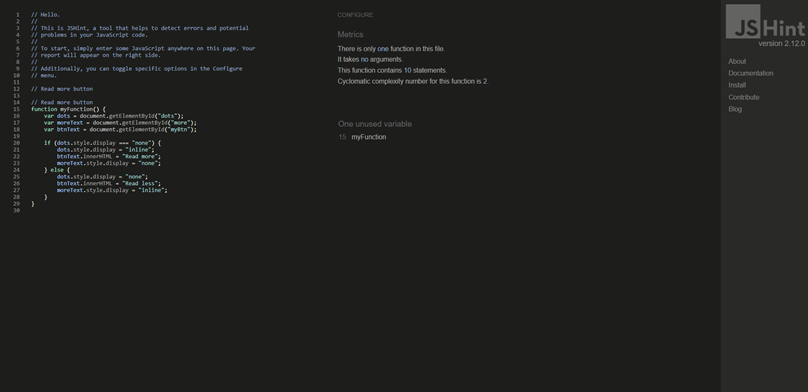 1 // Hello.
2 //
3 // This is JSHint, a tool that helps to detect errors and potential
4 // problems in your JavaScript code.
5 //
6 // To start, simply enter some JavaScript anywhere on this page. Your
7 // report will appear on the right side.
8 //
9 // Additionally, you can toggle specific options in the Configure
10 // menu.
11
12 // Read more button
13
14 // Read more button
15 function myFunction() {
16 var dots = document.getElementById("dots");
17 var moreText = document.getElementById("more");
18 var btnText = document.getElementById("myBtn");
19
20 if (dots.style.display === "none") {
21 dots.style.display = "inline";
22 btnText.innerHTML = "Read more";
23 moreText.style.display = "none";
24 } else {
25 dots.style.display = "none";
26 btnText.innerHTML = "Read less";
27 moreText.style.display = "inline";
28 }
29 }
30
CONFIGURE
Metrics
There is only one function in this file.
It takes no arguments.
This function contains 10 statements.
Cyclomatic complexity number for this function is 2.
One unused variable
15 myFunction
JSHint
version 2.12.0
About
Documentation
Install
Contribute
Blog